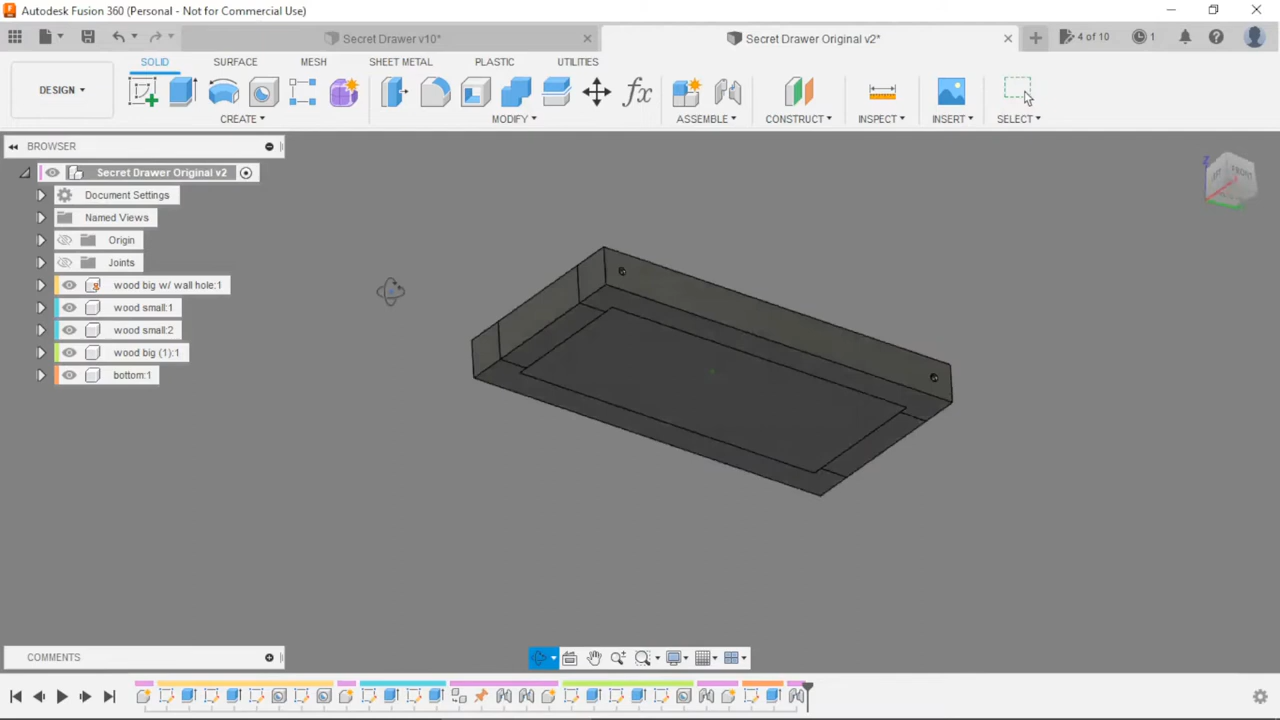 Autodesk Fusion 360 (Personal - Not for Commercial Use)
Secret Drawer v10*
Secret Drawer Original v2*
4 of 10
1
SOLID SURFACE MESH SHEET METAL PLASTIC UTILITIES
DESIGN
CREATE MODIFY ASSEMBLE CONSTRUCT INSPECT INSERT SELECT
BROWSER
Secret Drawer Original v2
Document Settings
Named Views
Origin
Joints
wood big w/ wall hole:1
wood small:1
wood small:2
wood big (1):1
bottom:1
Z
FRONT
COMMENTS